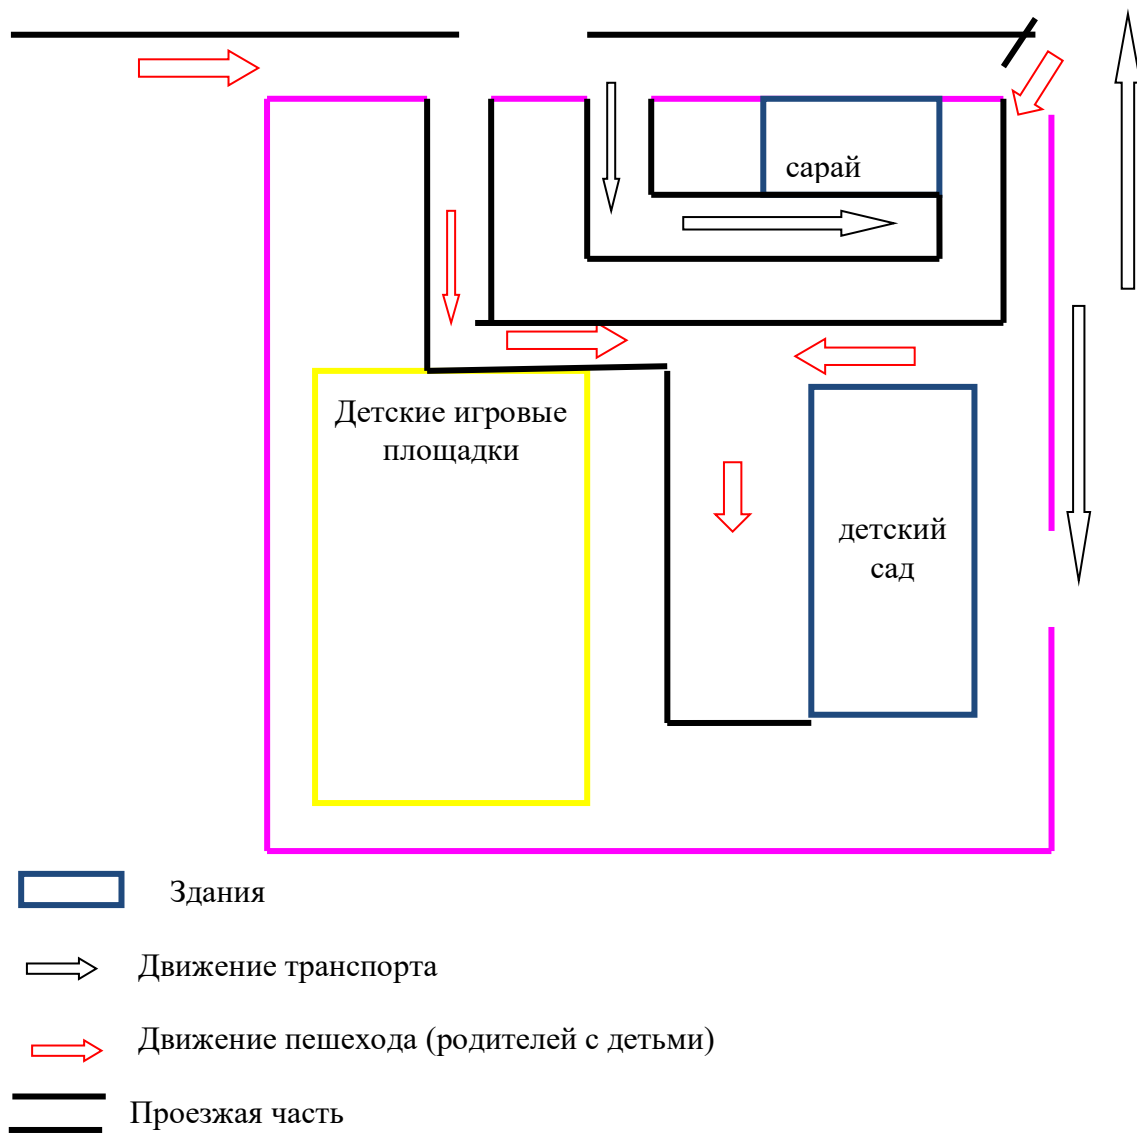 сарай
Детские игровые
площадки
детский
сад
Здания
Движение транспорта
Движение пешехода (родителей с детьми)
Проезжая часть